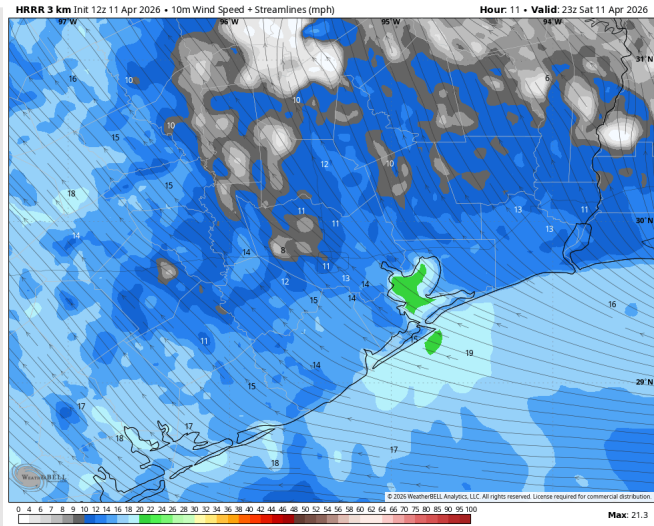 HRRR 3 km Init 12z 11 Apr 2026 • 10m Wind Speed + Streamlines (mph)
Hour: 11 • Valid: 23z Sat 11 Apr 2026
97°W 96°W 95°W 94°W
31°N
16 10 6
10
10
15
12 10
15
18
11 13 11
30°N
14 11 13
14 8
11
12 13 14
15 14
16
11 15
19
14
29°N
15
17
17
18
17
18
WeatherBELL
© 2026 WeatherBELL Analytics, LLC. All rights reserved. License required for commercial distribution.
0 4 6 8 9 10 11 12 14 15 20 22 24 26 28 30 32 34 36 38 40 42 44 46 48 50 52 54 56 58 60 62 64 66 70 75 80 85 90 95 100
Max: 21.3